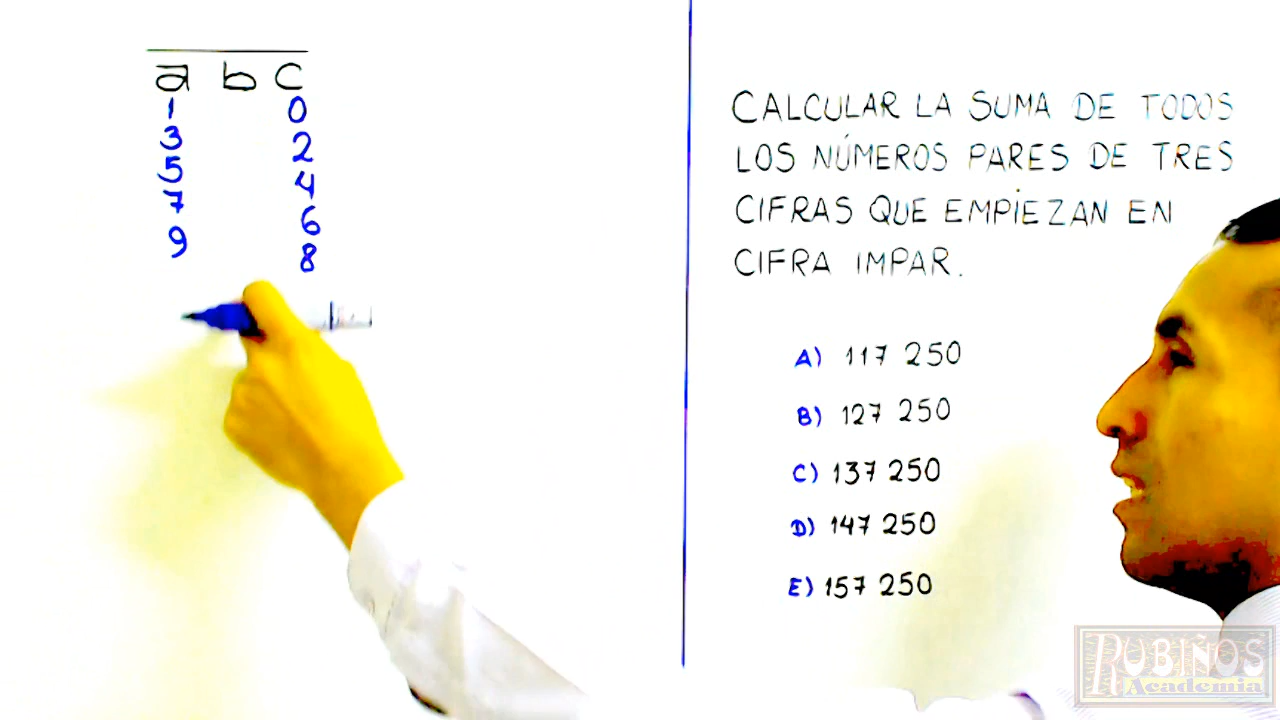 a b c
1 0
3 2
5 4
7 6
9 8
CALCULAR LA SUMA DE TODOS
LOS NÚMEROS PARES DE TRES
CIFRAS QUE EMPIEZAN EN
CIFRA IMPAR.
A) 117 250
B) 127 250
C) 137 250
D) 147 250
E) 157 250
RUBIÑOS
Academia